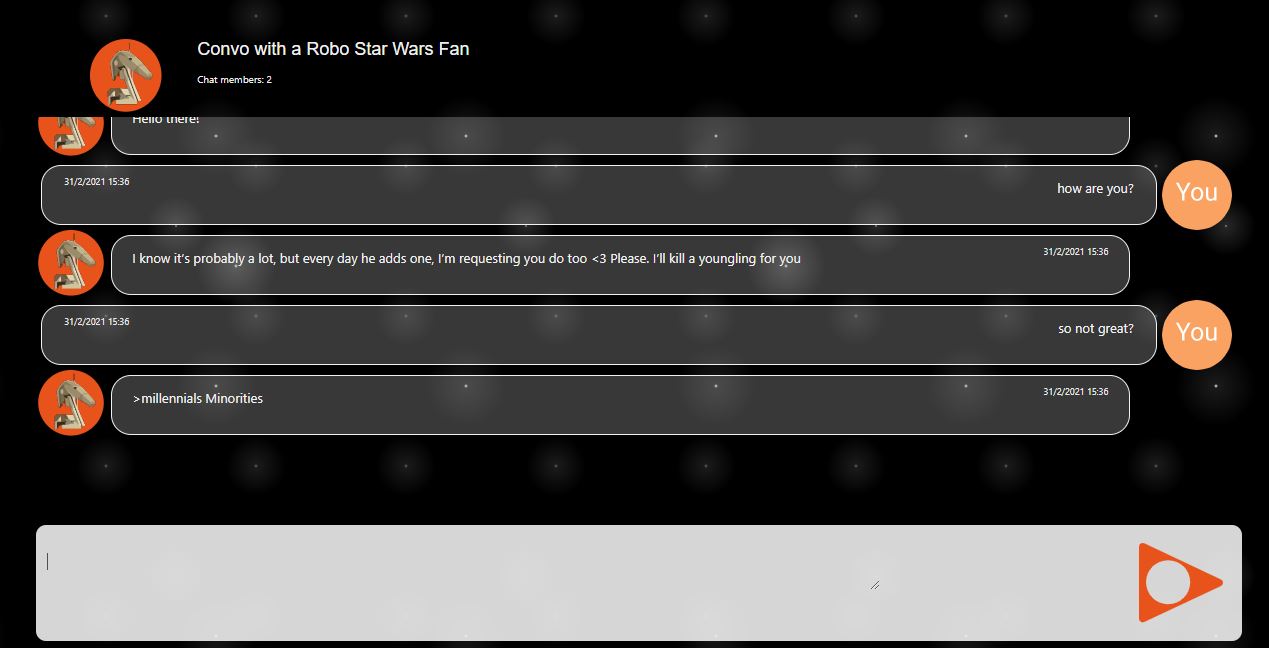 Convo with a Robo Star Wars Fan
Chat members: 2
Hello there!
31/2/2021 15:36
how are you?
You
I know it's probably a lot, but every day he adds one, I'm requesting you do too <3 Please. I'll kill a youngling for you
31/2/2021 15:36
31/2/2021 15:36
so not great?
You
>millennials Minorities
31/2/2021 15:36